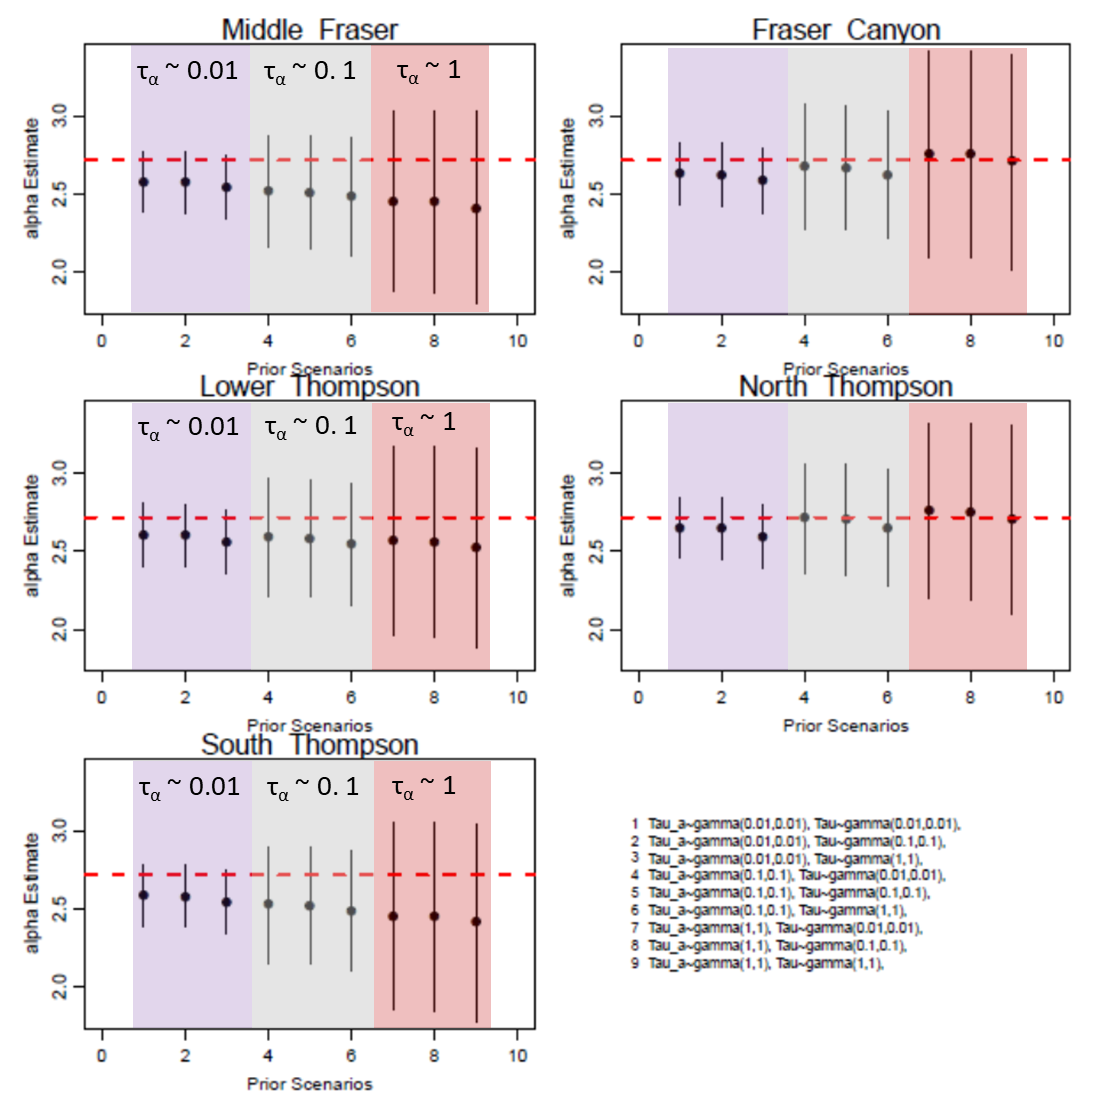 Middle Fraser
τα ~ 0.01 τα ~ 0. 1 τα ~ 1
alpha Estimate
3.0
2.5
2.0
0 2 4 6 8 10
Prior Scenarios
Fraser Canyon
alpha Estimate
3.0
2.5
2.0
0 2 4 6 8 10
Prior Scenarios
Lower Thompson
τα ~ 0.01 τα ~ 0. 1 τα ~ 1
alpha Estimate
3.0
2.5
2.0
0 2 4 6 8 10
Prior Scenarios
North Thompson
alpha Estimate
3.0
2.5
2.0
0 2 4 6 8 10
Prior Scenarios
South Thompson
τα ~ 0.01 τα ~ 0. 1 τα ~ 1
alpha Estimate
3.0
2.5
2.0
0 2 4 6 8 10
Prior Scenarios
1 Tau_a~gamma(0.01,0.01), Tau~gamma(0.01,0.01),
2 Tau_a~gamma(0.01,0.01), Tau~gamma(0.1,0.1),
3 Tau_a~gamma(0.01,0.01), Tau~gamma(1,1),
4 Tau_a~gamma(0.1,0.1), Tau~gamma(0.01,0.01),
5 Tau_a~gamma(0.1,0.1), Tau~gamma(0.1,0.1),
6 Tau_a~gamma(0.1,0.1), Tau~gamma(1,1),
7 Tau_a~gamma(1,1), Tau~gamma(0.01,0.01),
8 Tau_a~gamma(1,1), Tau~gamma(0.1,0.1),
9 Tau_a~gamma(1,1), Tau~gamma(1,1),